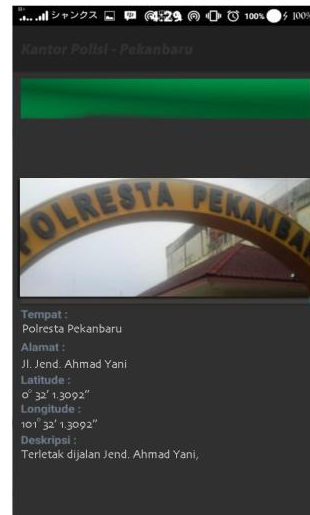 シャンクス 4:29 100% 100%
Kantor Polisi - Pekanbaru
POLRESTA PEKANBA
Tempat :
Polresta Pekanbaru
Alamat :
Jl. Jend. Ahmad Yani
Latitude :
0° 32' 1.3092"
Longitude :
101° 32' 1.3092"
Deskripsi :
Terletak dijalan Jend. Ahmad Yani,